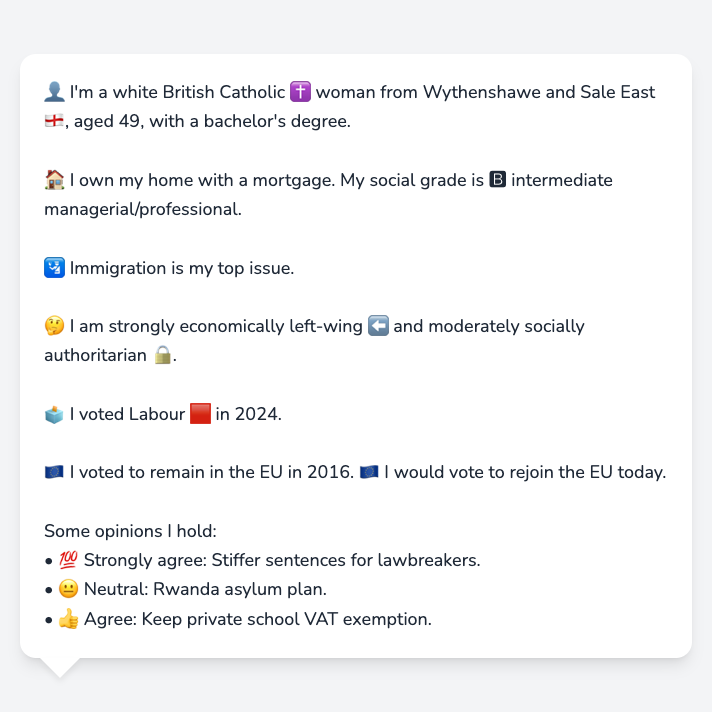 👤 I'm a white British Catholic ✝️ woman from Wythenshawe and Sale East
🏴󠁧󠁢󠁥󠁮󠁧󠁿, aged 49, with a bachelor's degree.
🏠 I own my home with a mortgage. My social grade is 🅱 intermediate
managerial/professional.
🛂 Immigration is my top issue.
🤔 I am strongly economically left-wing ⬅️ and moderately socially
authoritarian 🔒.
🗳️ I voted Labour 🟥 in 2024.
🇪🇺 I voted to remain in the EU in 2016. 🇪🇺 I would vote to rejoin the EU today.
Some opinions I hold:
• 💯 Strongly agree: Stiffer sentences for lawbreakers.
• 😐 Neutral: Rwanda asylum plan.
• 👍 Agree: Keep private school VAT exemption.